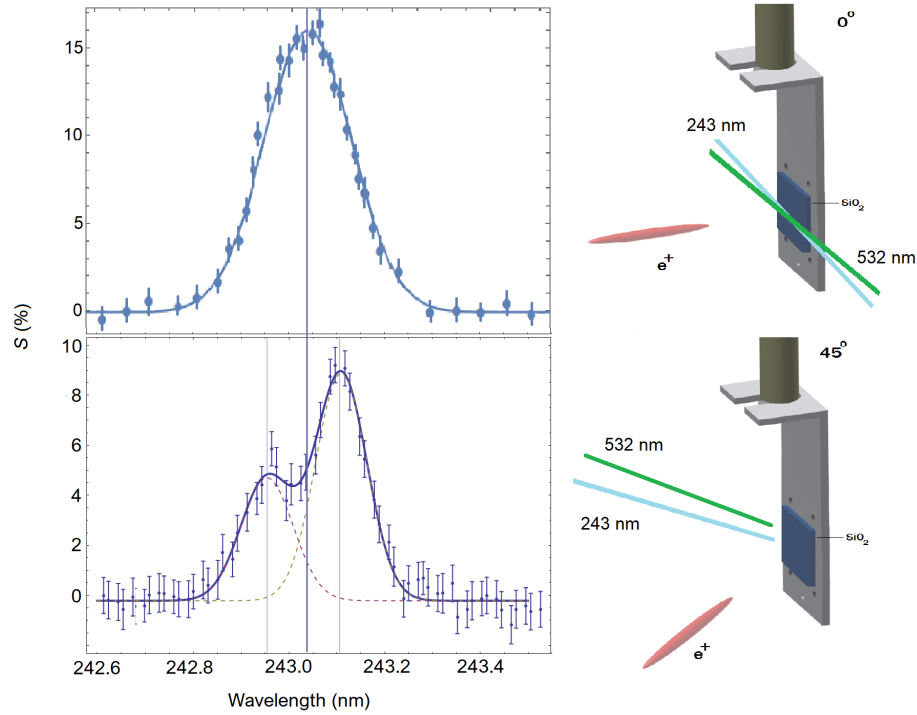 15
10
5
0
S (%)
10
8
6
4
2
0
242.6 242.8 243.0 243.2 243.4
Wavelength (nm)
0°
243 nm
SiO₂
532 nm
e⁺
45°
532 nm
243 nm
SiO₂
e⁺